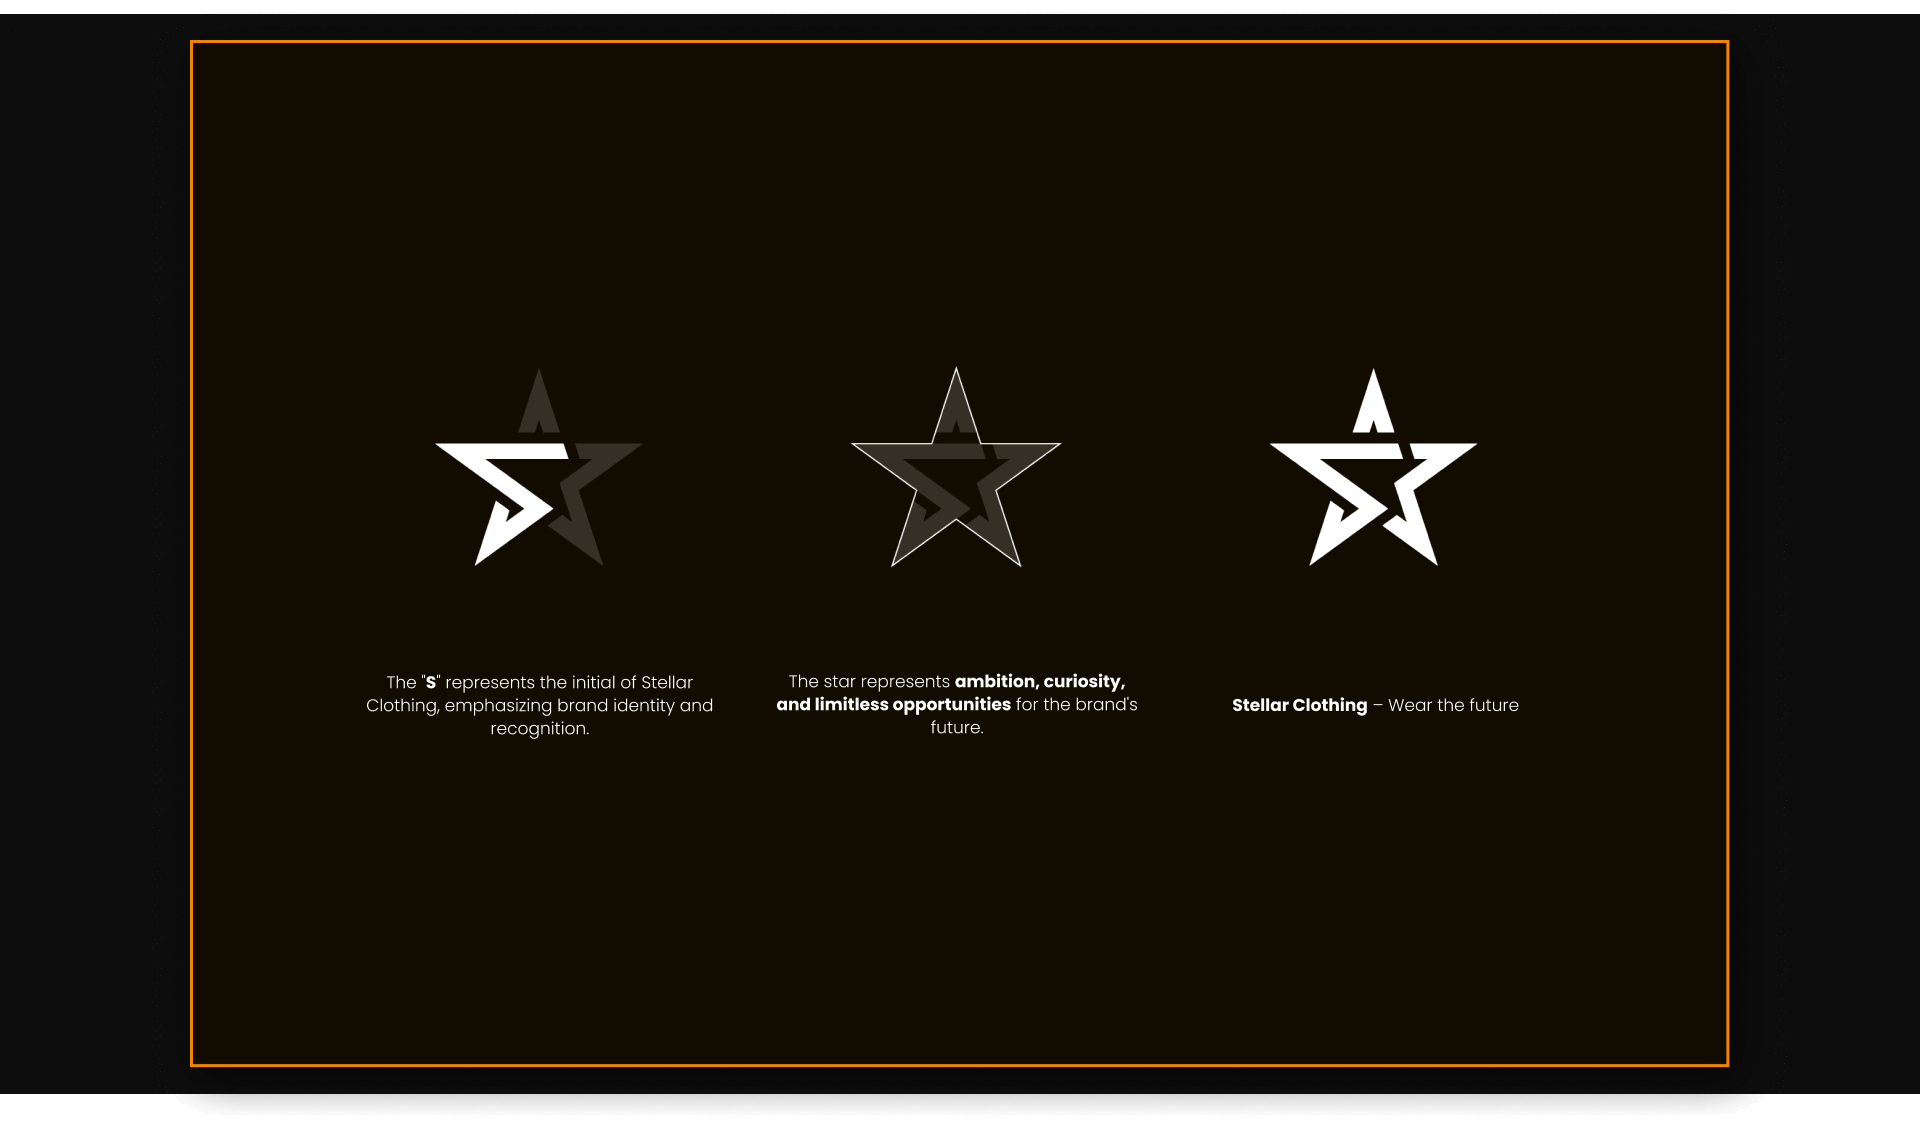 The "S" represents the initial of Stellar
Clothing, emphasizing brand identity and
recognition.
The star represents ambition, curiosity,
and limitless opportunities for the brand's
future.
Stellar Clothing – Wear the future